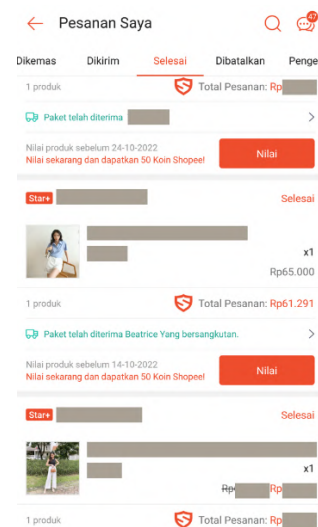 Pesanan Saya
47
Dikemas Dikirim Selesai Dibatalkan Penge
1 produk Total Pesanan: Rp
Paket telah diterima
Nilai produk sebelum 24-10-2022
Nilai sekarang dan dapatkan 50 Koin Shopee!
Nilai
Star+ Selesai
x1
Rp65.000
1 produk Total Pesanan: Rp61.291
Paket telah diterima Beatrice Yang bersangkutan.
Nilai produk sebelum 14-10-2022
Nilai sekarang dan dapatkan 50 Koin Shopee!
Nilai
Star+ Selesai
x1
Rp Rp
1 produk Total Pesanan: Rp